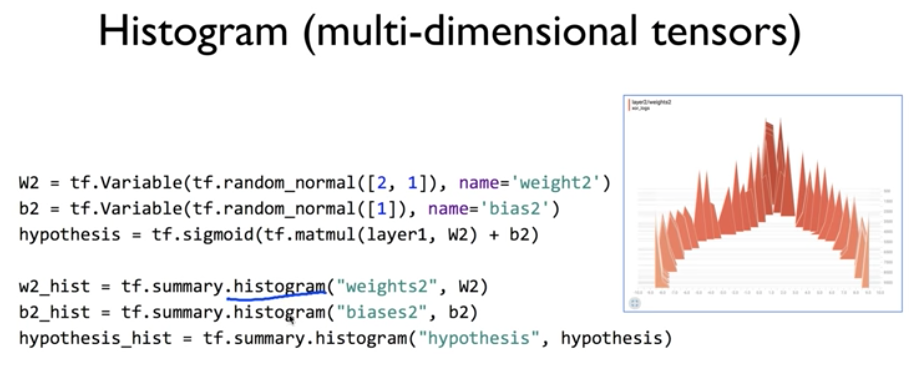 Histogram (multi-dimensional tensors)
layer2/weights2
xor_logs
W2 = tf.Variable(tf.random_normal([2, 1]), name='weight2')
b2 = tf.Variable(tf.random_normal([1]), name='bias2')
hypothesis = tf.sigmoid(tf.matmul(layer1, W2) + b2)
w2_hist = tf.summary.histogram("weights2", W2)
b2_hist = tf.summary.histogram("biases2", b2)
hypothesis_hist = tf.summary.histogram("hypothesis", hypothesis)